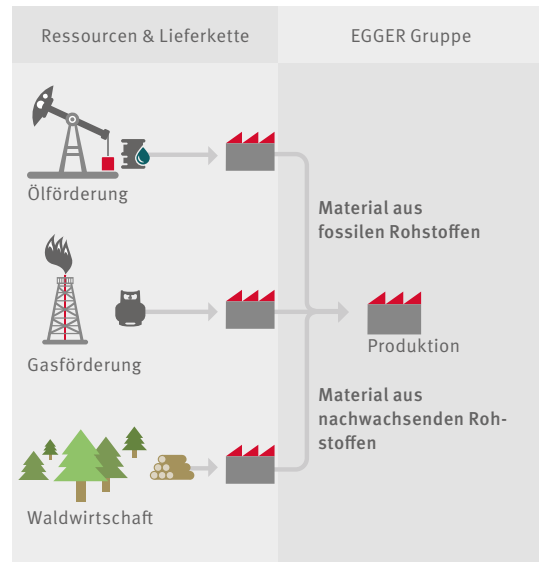 Ressourcen & Lieferkette
EGGER Gruppe
Ölförderung
Material aus
fossilen Rohstoffen
Gasförderung
Produktion
Material aus
nachwachsenden Roh-
stoffen
Waldwirtschaft